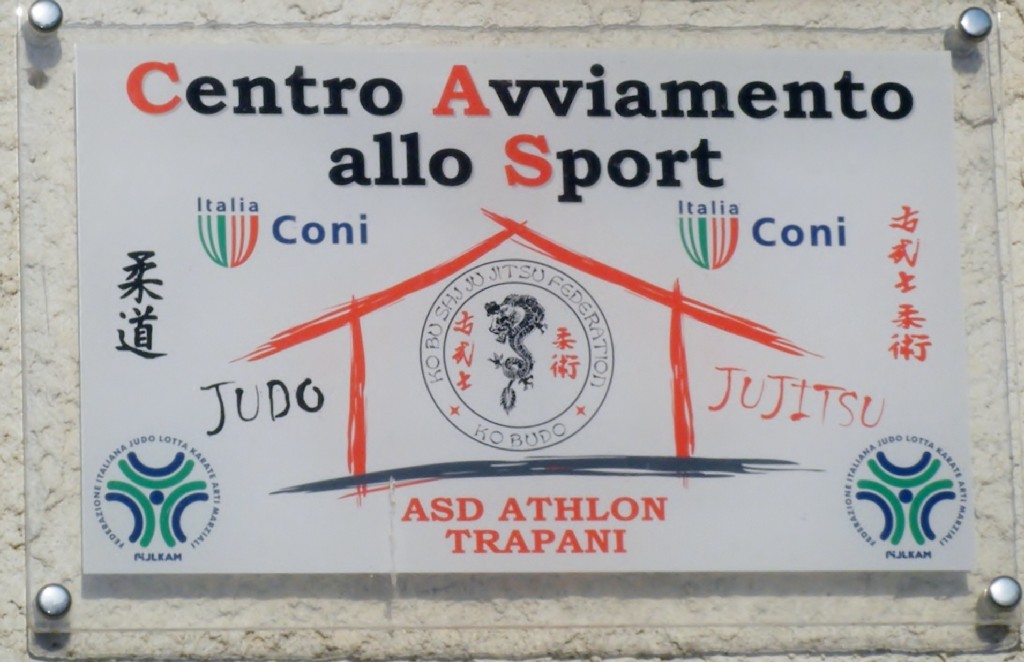 Centro Avviamento
allo Sport
Italia
Coni
Italia
Coni
柔道
古武士柔術
KO BU SHI JU JITSU FEDERATION
古武士
柔術
KO BUDO
JUDO
JUJITSU
FEDERAZIONE ITALIANA JUDO LOTTA KARATE ARTI MARZIALI
FIJLKAM
FEDERAZIONE ITALIANA JUDO LOTTA KARATE ARTI MARZIALI
FIJLKAM
ASD ATHLON
TRAPANI